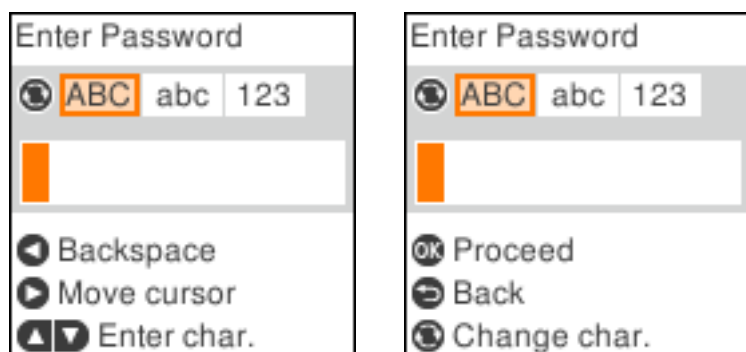 Enter Password
ABC abc 123
Backspace
Move cursor
Enter char.
Enter Password
ABC abc 123
OK Proceed
Back
Change char.